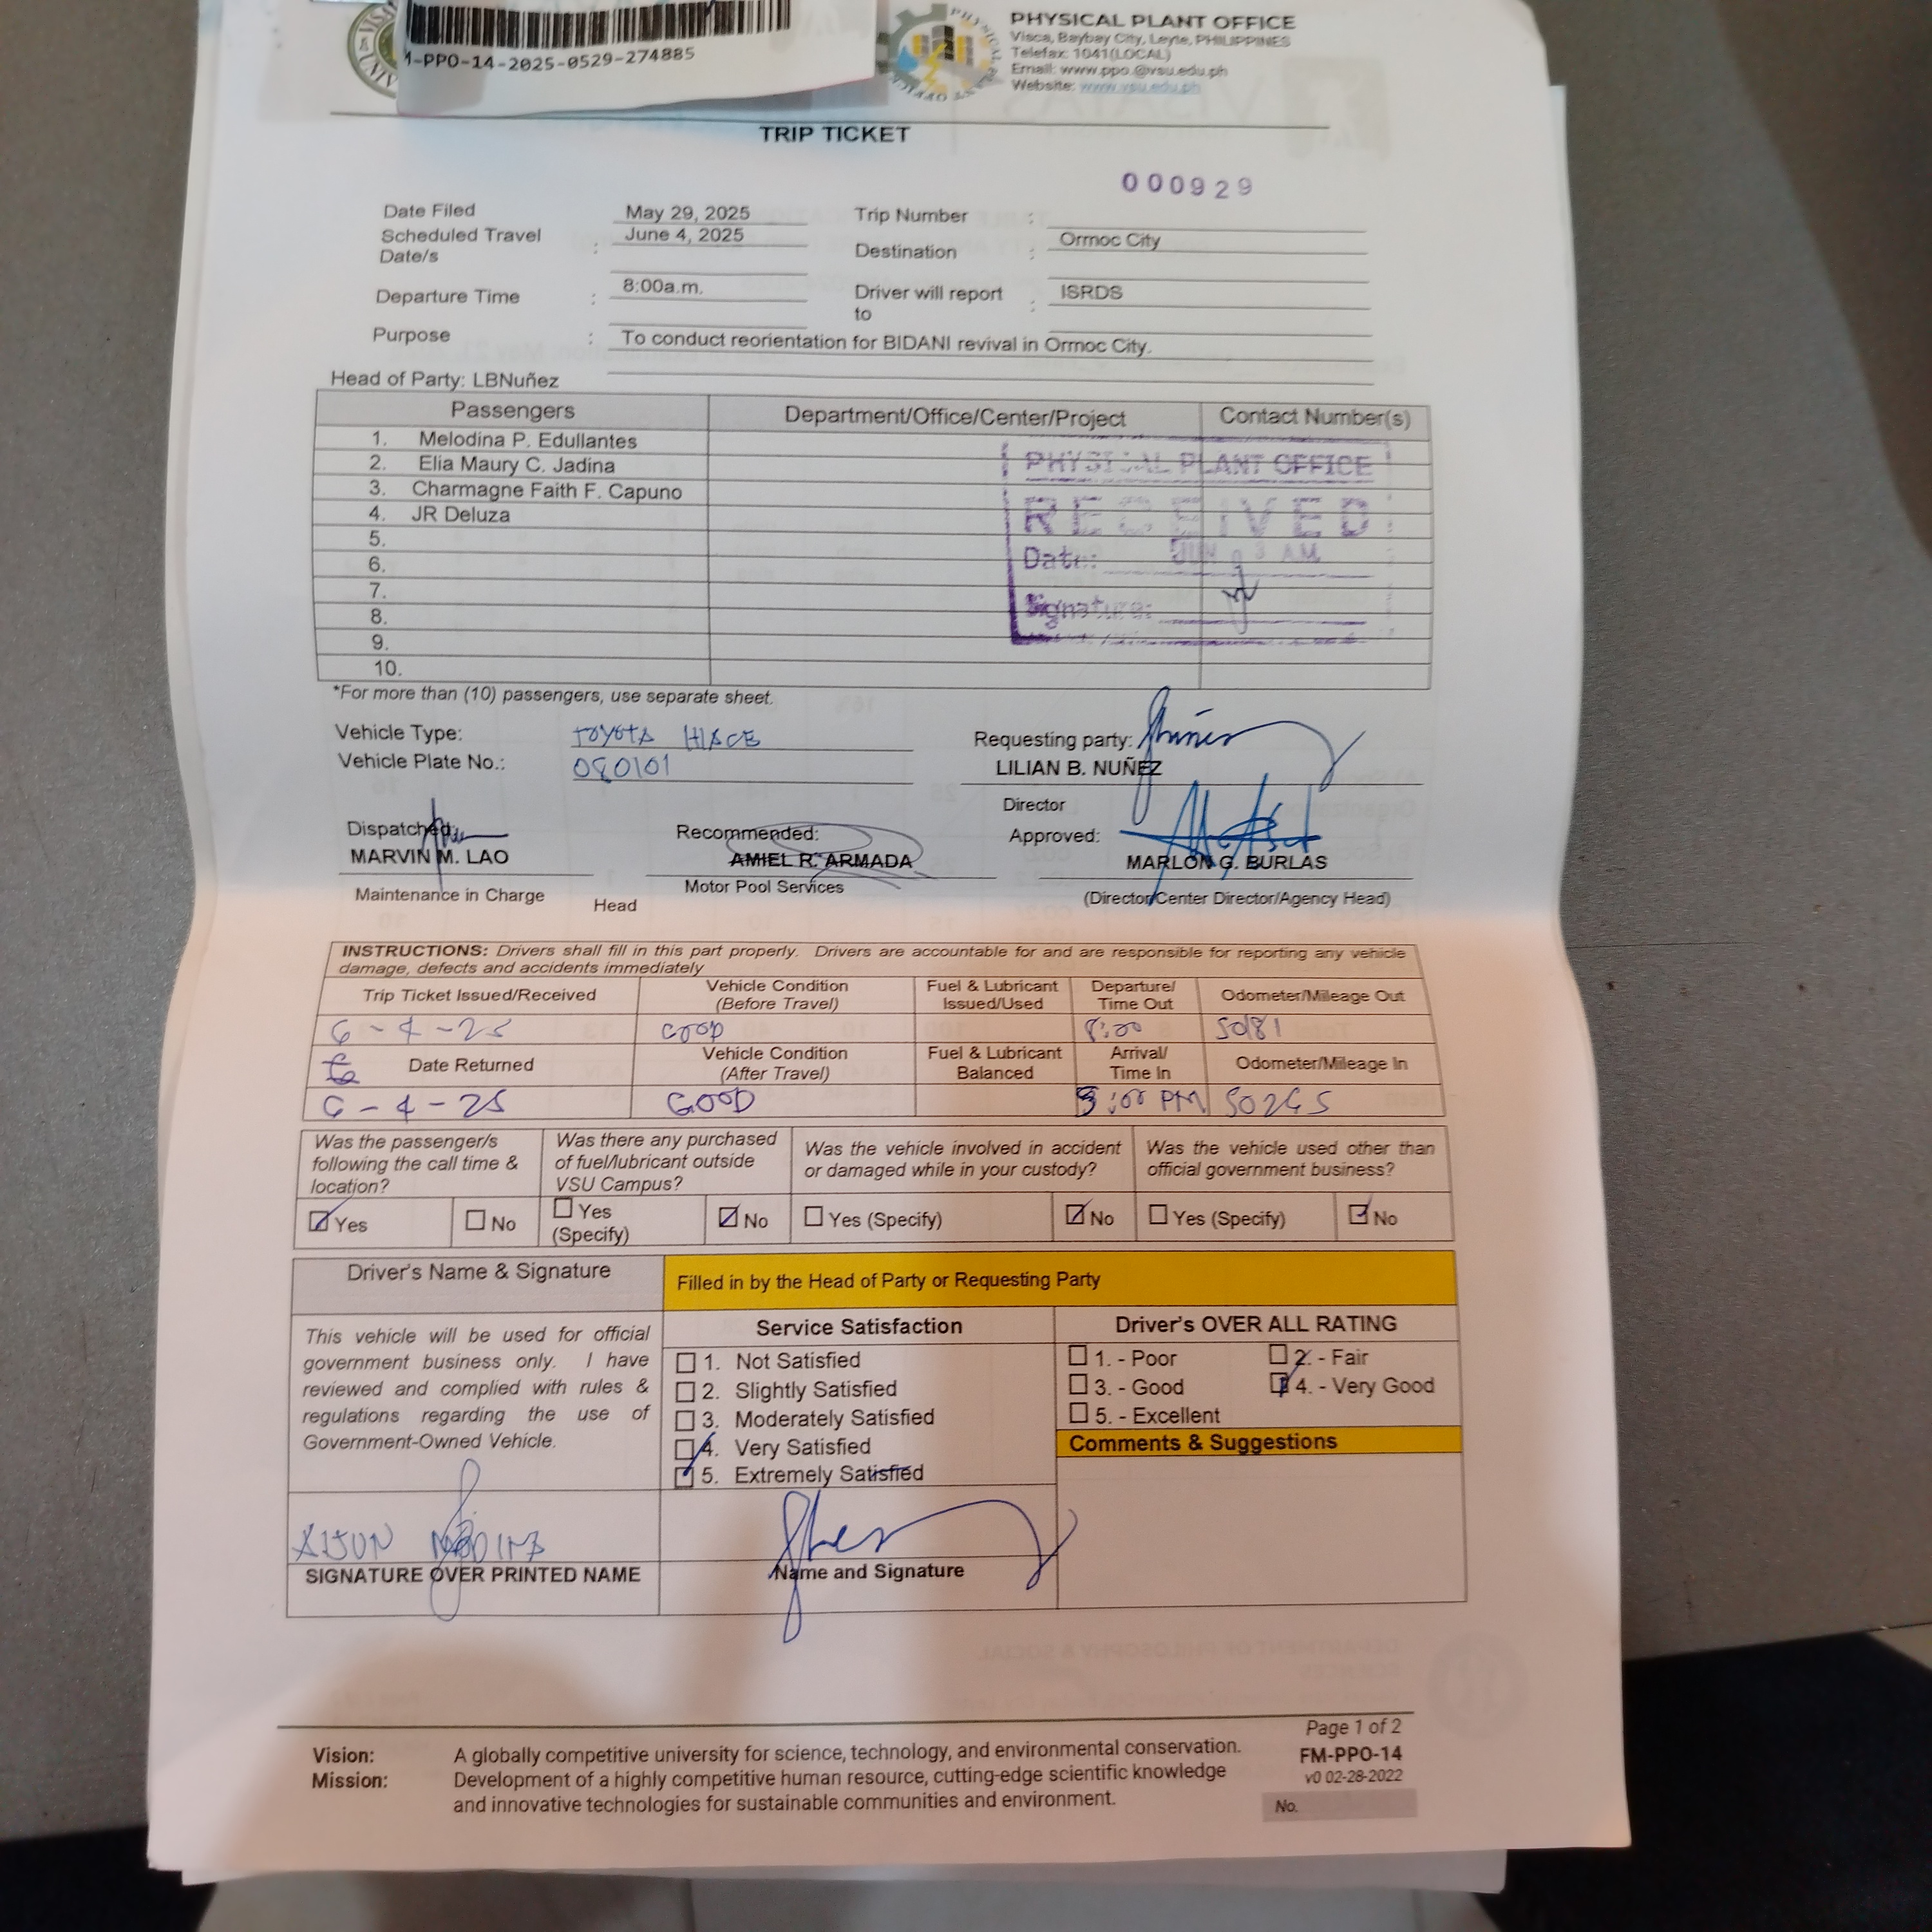 PHYSICAL PLANT OFFICE
Visca, Baybay City, Leyte, PHILIPPINES
Telefax: 1041(LOCAL)
Email: www.ppo.@vsu.edu.ph
Website: www.vsu.edu.ph
-PPO-14-2025-0529-274885
TRIP TICKET
000929
Date Filed May 29, 2025 Trip Number :
Scheduled Travel Date/s : June 4, 2025 Destination : Ormoc City
Departure Time : 8:00a.m. Driver will report to : ISRDS
Purpose : To conduct reorientation for BIDANI revival in Ormoc City.
Head of Party: LBNuñez
Passengers Department/Office/Center/Project Contact Number(s)
1. Melodina P. Edullantes
2. Elia Maury C. Jadina
3. Charmagne Faith F. Capuno
4. JR Deluza
5.
6.
7.
8.
9.
10.
PHYSICAL PLANT OFFICE
RECEIVED
Date: JUN AM
Signature:
*For more than (10) passengers, use separate sheet.
Vehicle Type: TOYOTA HIACE Requesting party:
Vehicle Plate No.: 080101 LILIAN B. NUÑEZ
Director
Dispatched: Recommended: Approved:
MARVIN M. LAO AMIEL R. ARMADA MARLON G. BURLAS
Maintenance in Charge Head Motor Pool Services (Director/Center Director/Agency Head)
INSTRUCTIONS: Drivers shall fill in this part properly. Drivers are accountable for and are responsible for reporting any vehicle
damage, defects and accidents immediately
Trip Ticket Issued/Received Vehicle Condition (Before Travel) Fuel & Lubricant Issued/Used Departure/ Time Out Odometer/Mileage Out
6-4-25 GOOD 8:00 50181
Date Returned Vehicle Condition (After Travel) Fuel & Lubricant Balanced Arrival/ Time In Odometer/Mileage In
6-4-25 GOOD :00 PM
Was the passenger/s following the call time & location? Was there any purchased of fuel/lubricant outside VSU Campus? Was the vehicle involved in accident or damaged while in your custody? Was the vehicle used other than official government business?
Yes No Yes (Specify) No Yes (Specify) No Yes (Specify) No
Driver's Name & Signature Filled in by the Head of Party or Requesting Party
This vehicle will be used for official
government business only. I have
reviewed and complied with rules &
regulations regarding the use of
Government-Owned Vehicle.
Service Satisfaction
1. Not Satisfied
2. Slightly Satisfied
3. Moderately Satisfied
4. Very Satisfied
5. Extremely Satisfied
Driver's OVER ALL RATING
1. - Poor 2. - Fair
3. - Good 4. - Very Good
5. - Excellent
Comments & Suggestions
SIGNATURE OVER PRINTED NAME Name and Signature
Page 1 of 2
Vision: A globally competitive university for science, technology, and environmental conservation. FM-PPO-14
Mission: Development of a highly competitive human resource, cutting-edge scientific knowledge v0 02-28-2022
and innovative technologies for sustainable communities and environment.
No.